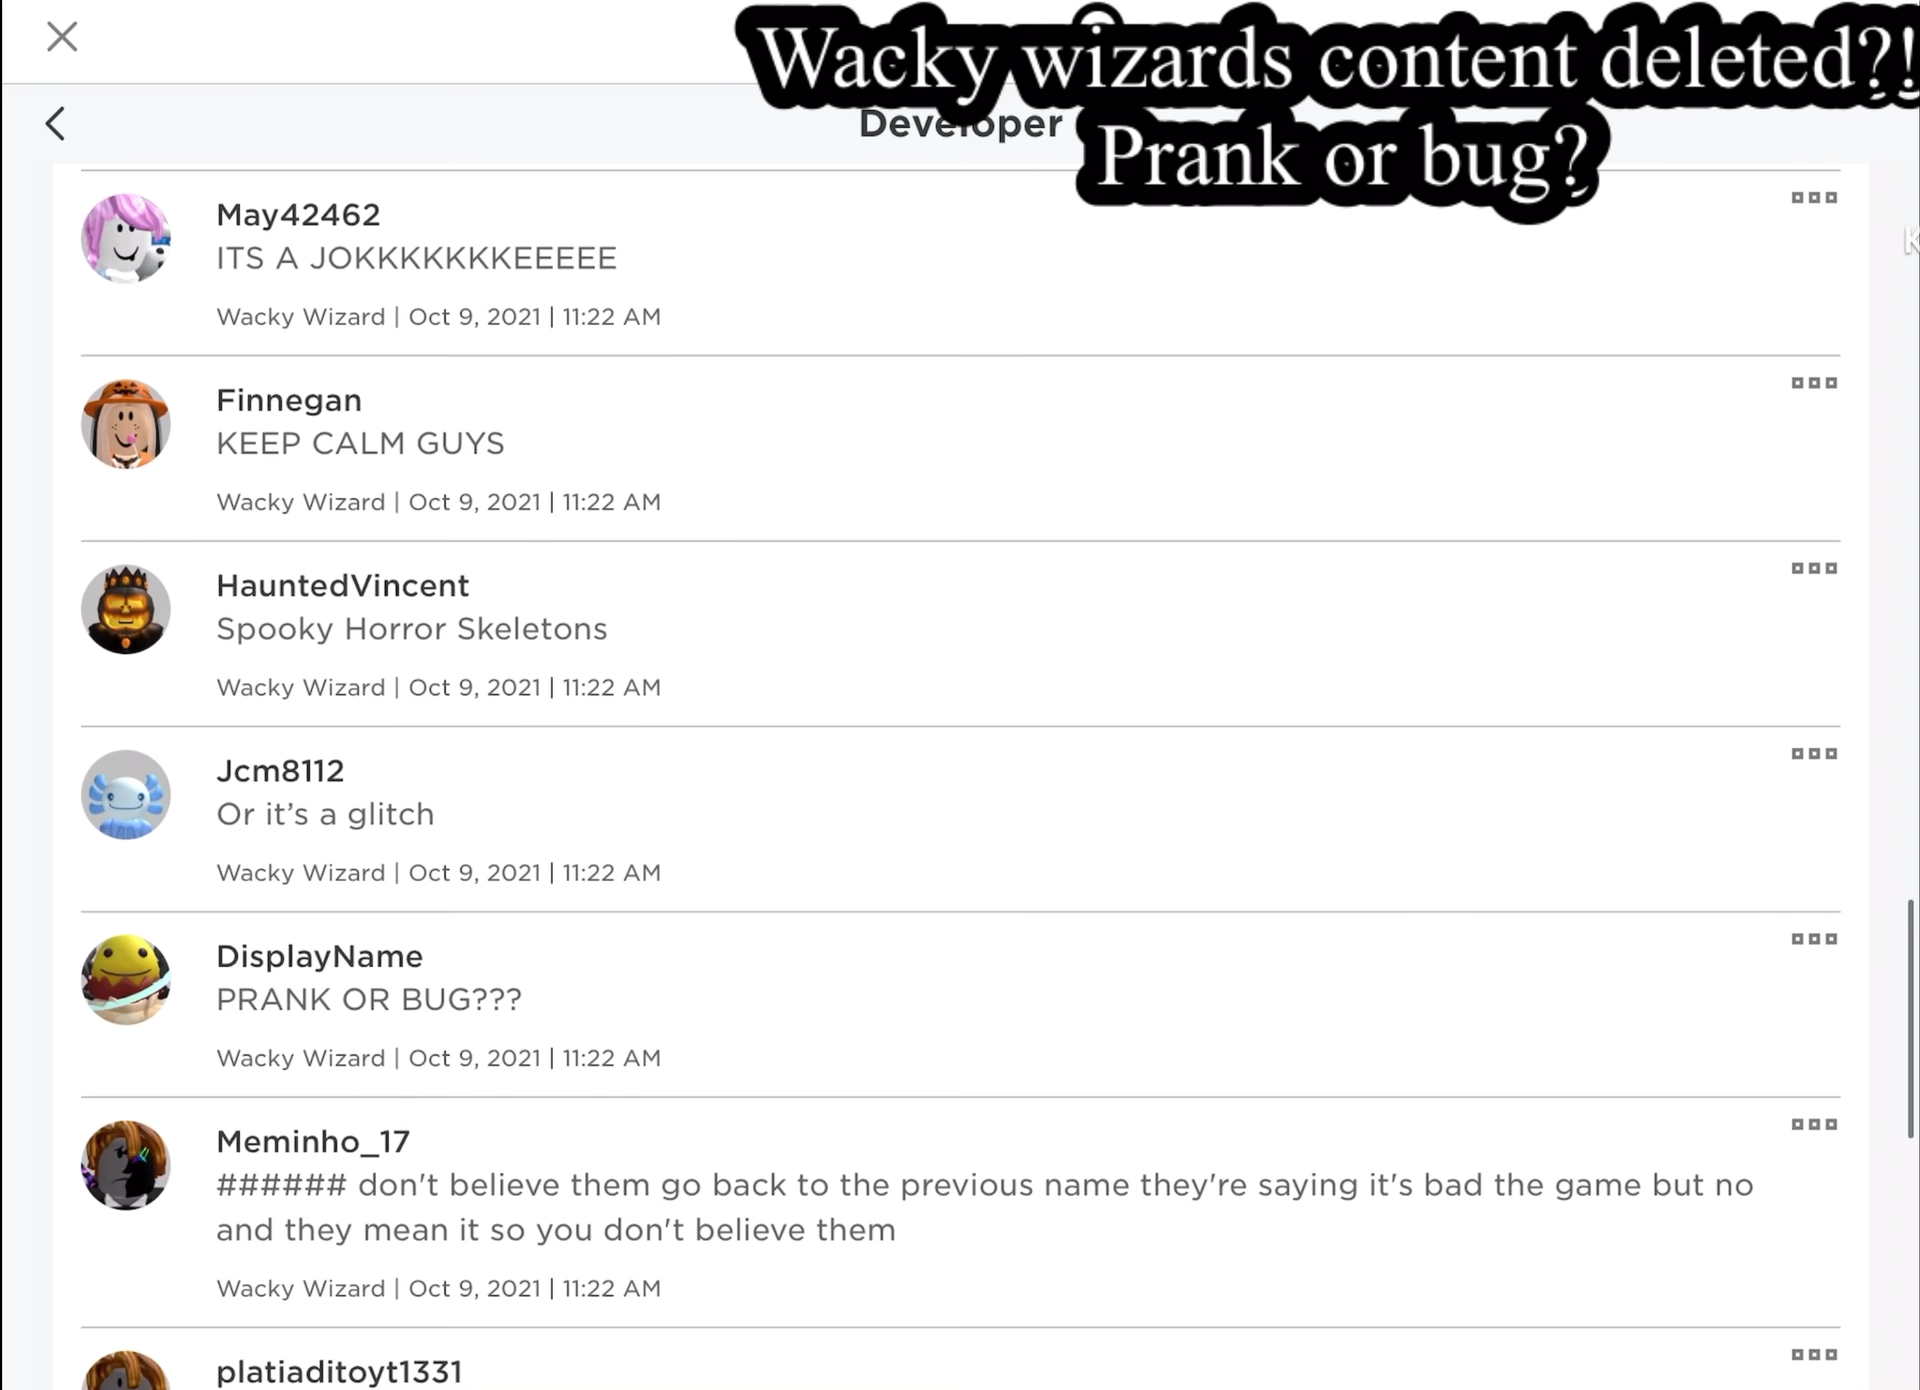 Wacky wizards content deleted?!
Prank or bug?
Developer
May42462
ITS A JOKKKKKKKEEEEE
Wacky Wizard | Oct 9, 2021 | 11:22 AM
Finnegan
KEEP CALM GUYS
Wacky Wizard | Oct 9, 2021 | 11:22 AM
HauntedVincent
Spooky Horror Skeletons
Wacky Wizard | Oct 9, 2021 | 11:22 AM
Jcm8112
Or it’s a glitch
Wacky Wizard | Oct 9, 2021 | 11:22 AM
DisplayName
PRANK OR BUG???
Wacky Wizard | Oct 9, 2021 | 11:22 AM
Meminho_17
###### don't believe them go back to the previous name they're saying it's bad the game but no
and they mean it so you don't believe them
Wacky Wizard | Oct 9, 2021 | 11:22 AM
platiaditoyt1331